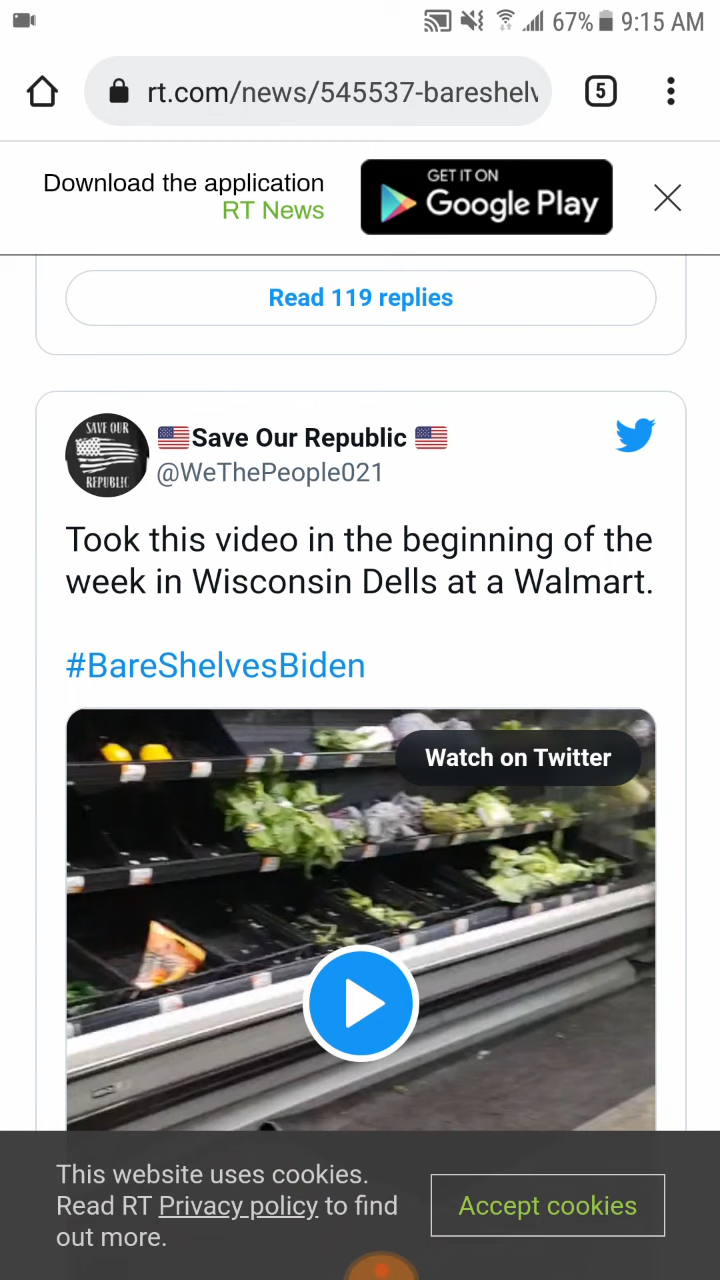 67% 9:15 AM
rt.com/news/545537-bareshelv
5
Download the application
RT News
GET IT ON
Google Play
Read 119 replies
SAVE OUR
REPUBLIC
Save Our Republic
@WeThePeople021
Took this video in the beginning of the
week in Wisconsin Dells at a Walmart.
#BareShelvesBiden
Watch on Twitter
This website uses cookies.
Read RT Privacy policy to find
out more.
Accept cookies